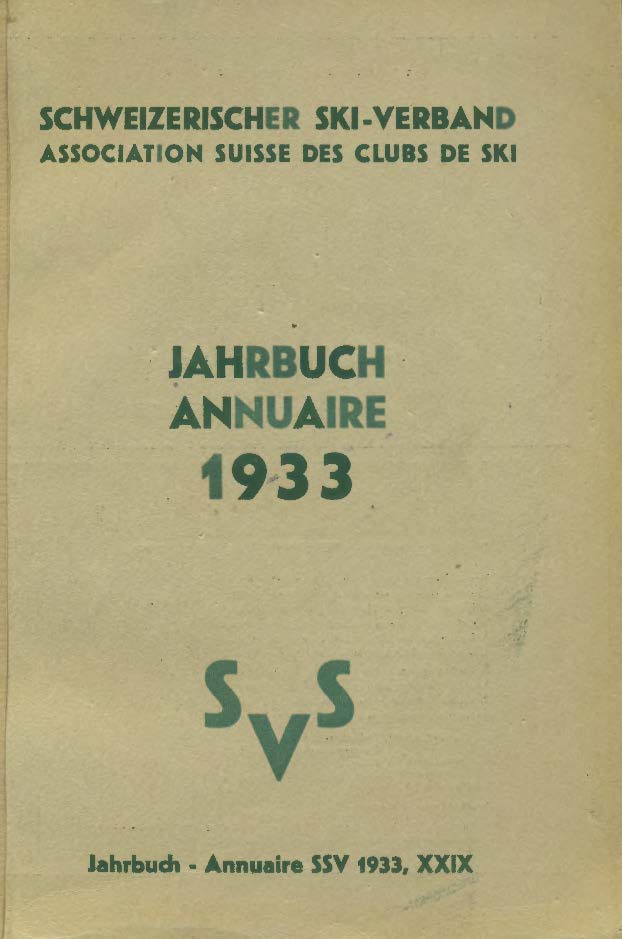 SCHWEIZERISCHER SKI-VERBAND
ASSOCIATION SUISSE DES CLUBS DE SKI
JAHRBUCH
ANNUAIRE
1933
SVS
Jahrbuch - Annuaire SSV 1933, XXIX